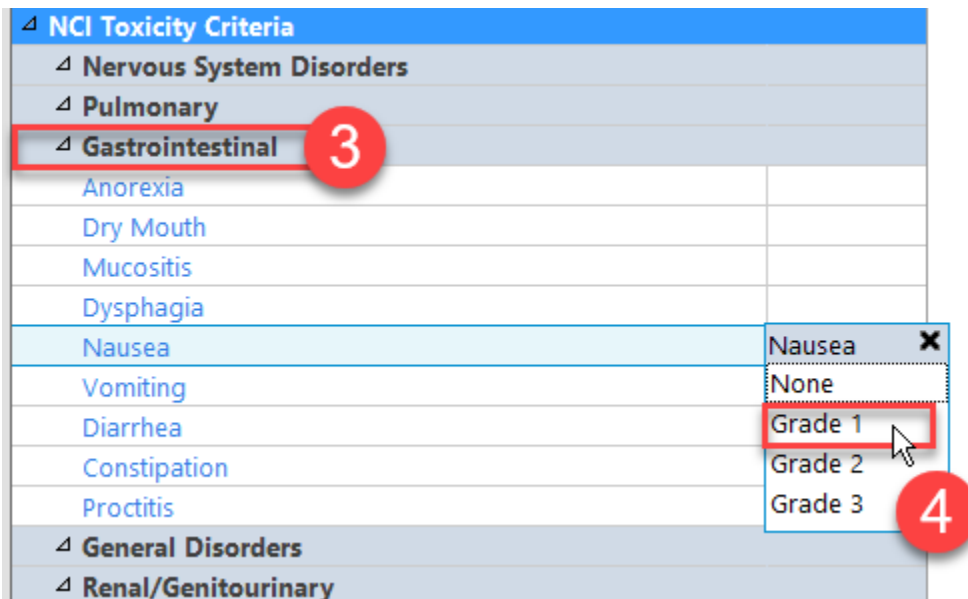 NCI Toxicity Criteria
Nervous System Disorders
Pulmonary
Gastrointestinal
3
Anorexia
Dry Mouth
Mucositis
Dysphagia
Nausea
Nausea
Vomiting
None
Diarrhea
Grade 1
Constipation
Grade 2
Proctitis
Grade 3
4
General Disorders
Renal/Genitourinary